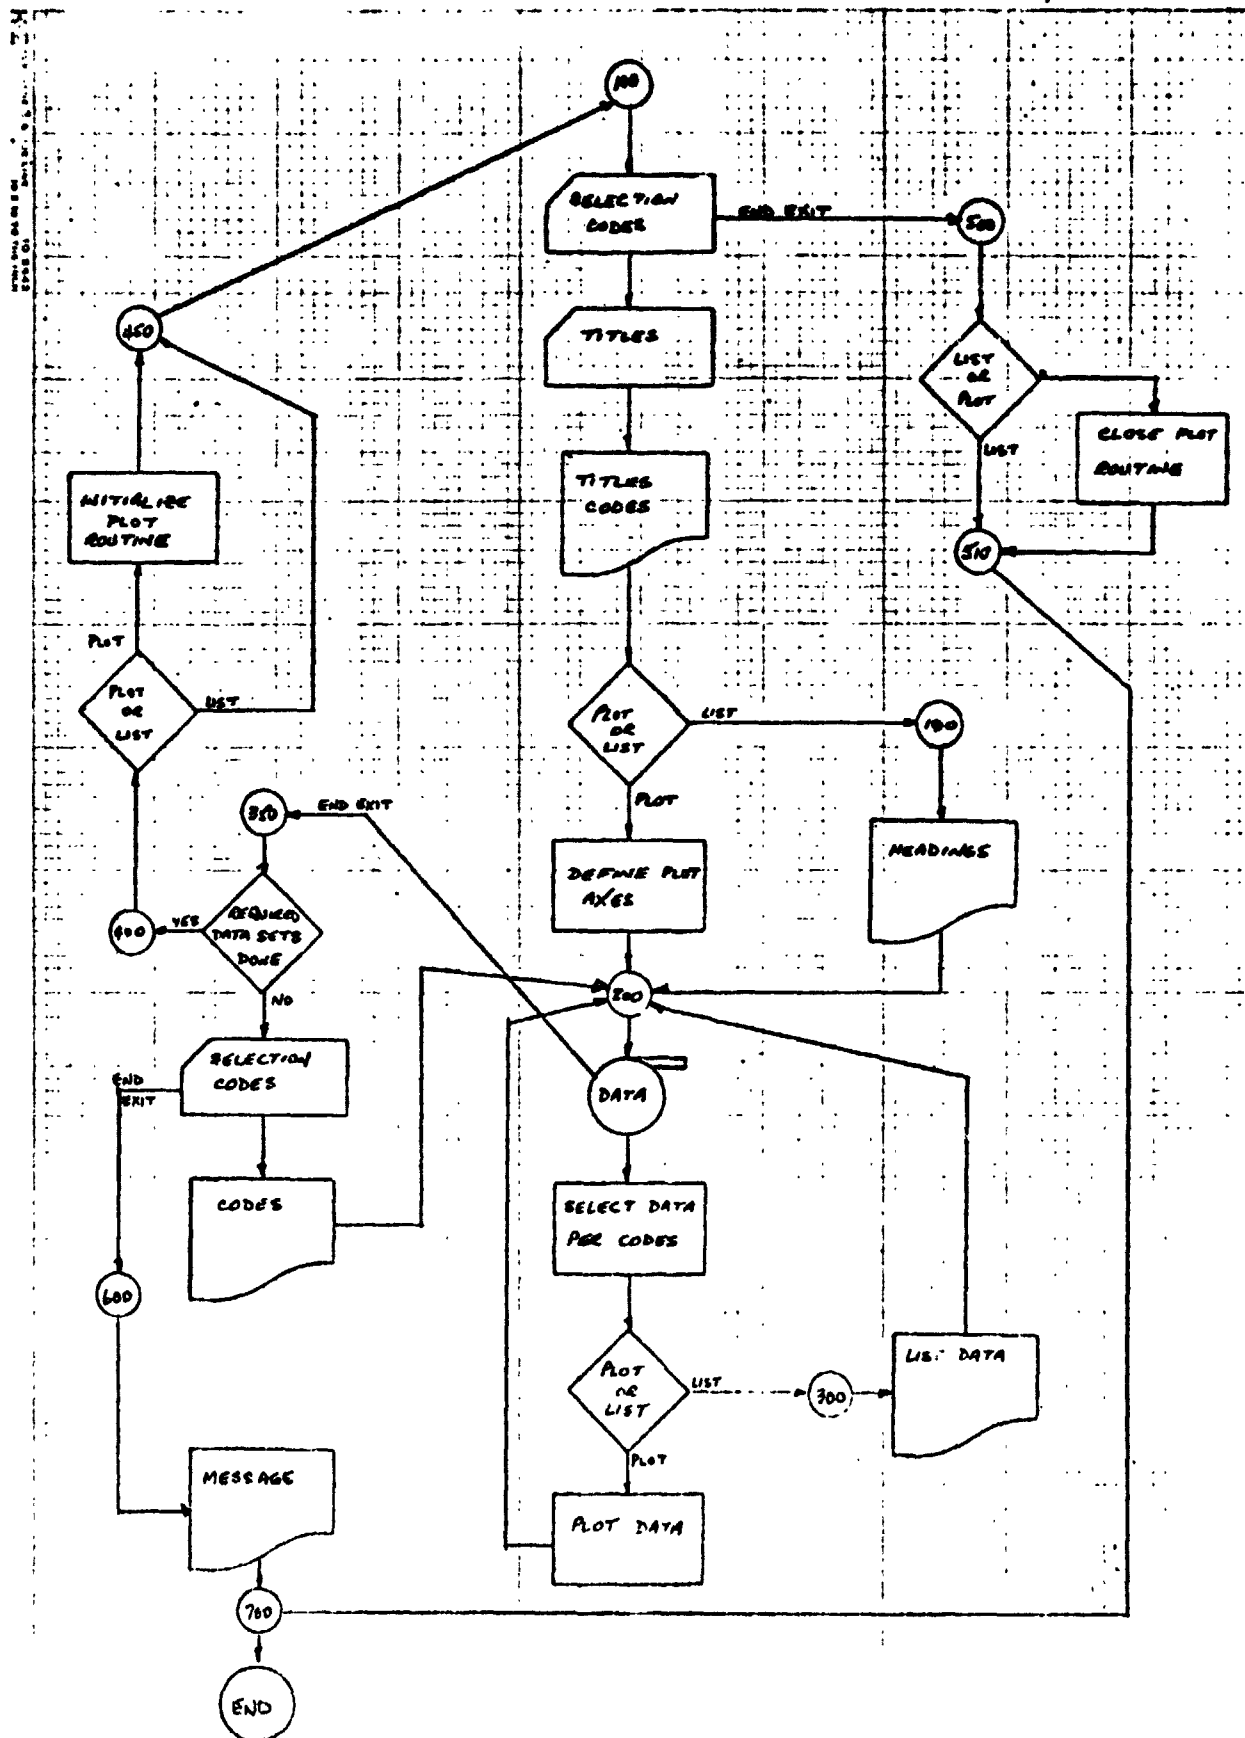 100
SELECTION
CODES
END EXIT
500
TITLES
LIST
OR
PLOT
LIST
CLOSE PLOT
ROUTINE
510
450
INITIALIZE
PLOT
ROUTINE
PLOT
PLOT
OR
LIST
LIST
TITLES
CODES
PLOT
OR
LIST
LIST
PLOT
DEFINE PLOT
AXES
HEADINGS
350
END EXIT
REQUIRED
DATA SETS
DONE
YES
400
NO
SELECTION
CODES
END
EXIT
CODES
600
MESSAGE
700
END
200
DATA
SELECT DATA
PER CODES
PLOT
OR
LIST
LIST
300
LIST DATA
PLOT
PLOT DATA